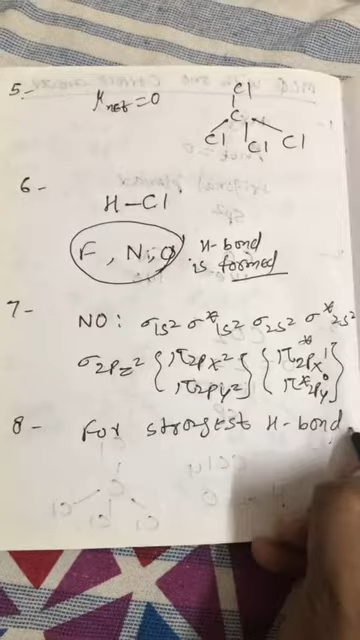 5-
μnet=0
Cl
C
Cl Cl Cl
6-
H-Cl
F, N, O H-bond
is formed
7-
NO: σ1s² σ*1s² σ2s² σ*2s²
σ2pz² {π2px² π2py²} {π*2px¹ π*2py⁰}
8- For strongest H-bond,